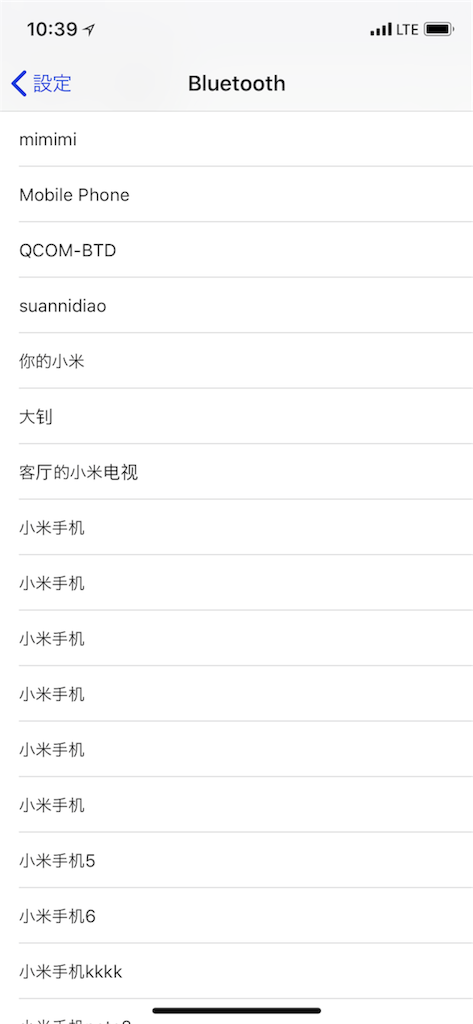 10:39
LTE
設定
Bluetooth
mimimi
Mobile Phone
QCOM-BTD
suannidiao
你的小米
大钊
客厅的小米电视
小米手机
小米手机
小米手机
小米手机
小米手机
小米手机
小米手机5
小米手机6
小米手机kkkk